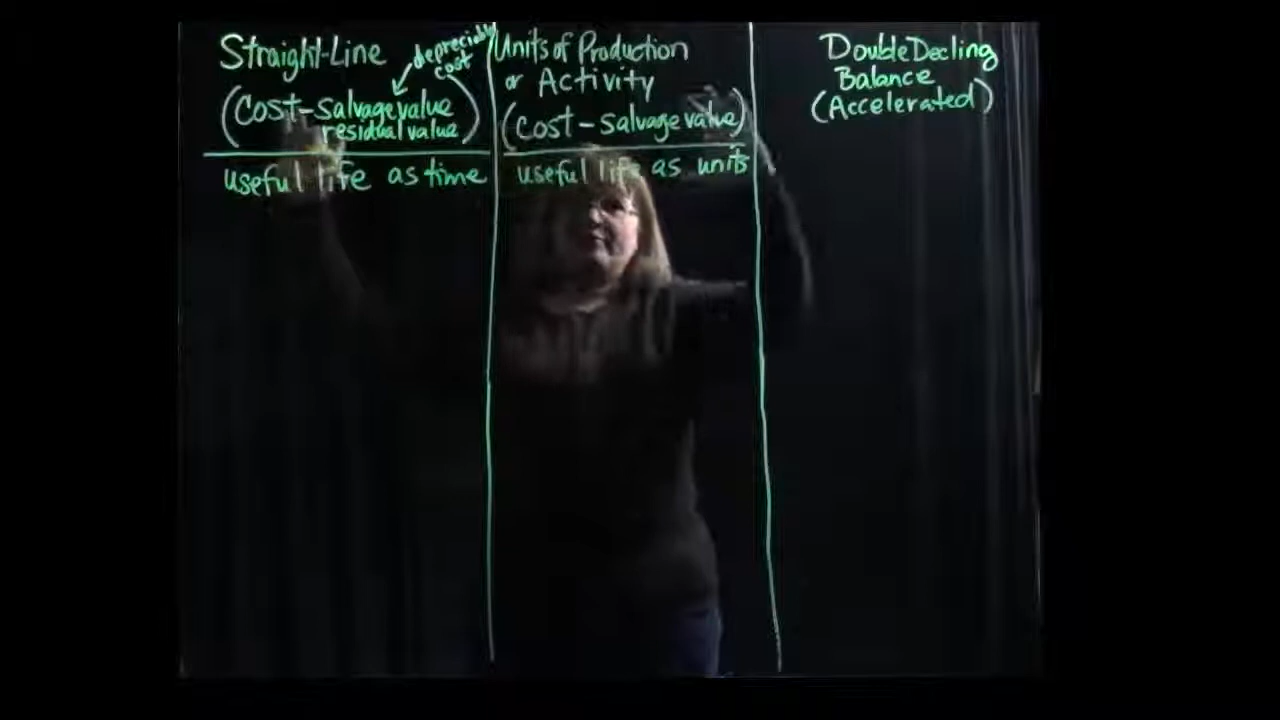 Straight-Line
depreciable
cost
(Cost-salvage value
residual value)
useful life as time
Units of Production
or Activity
(cost-salvage value)
useful life as units
Double Decling
Balance
(Accelerated)